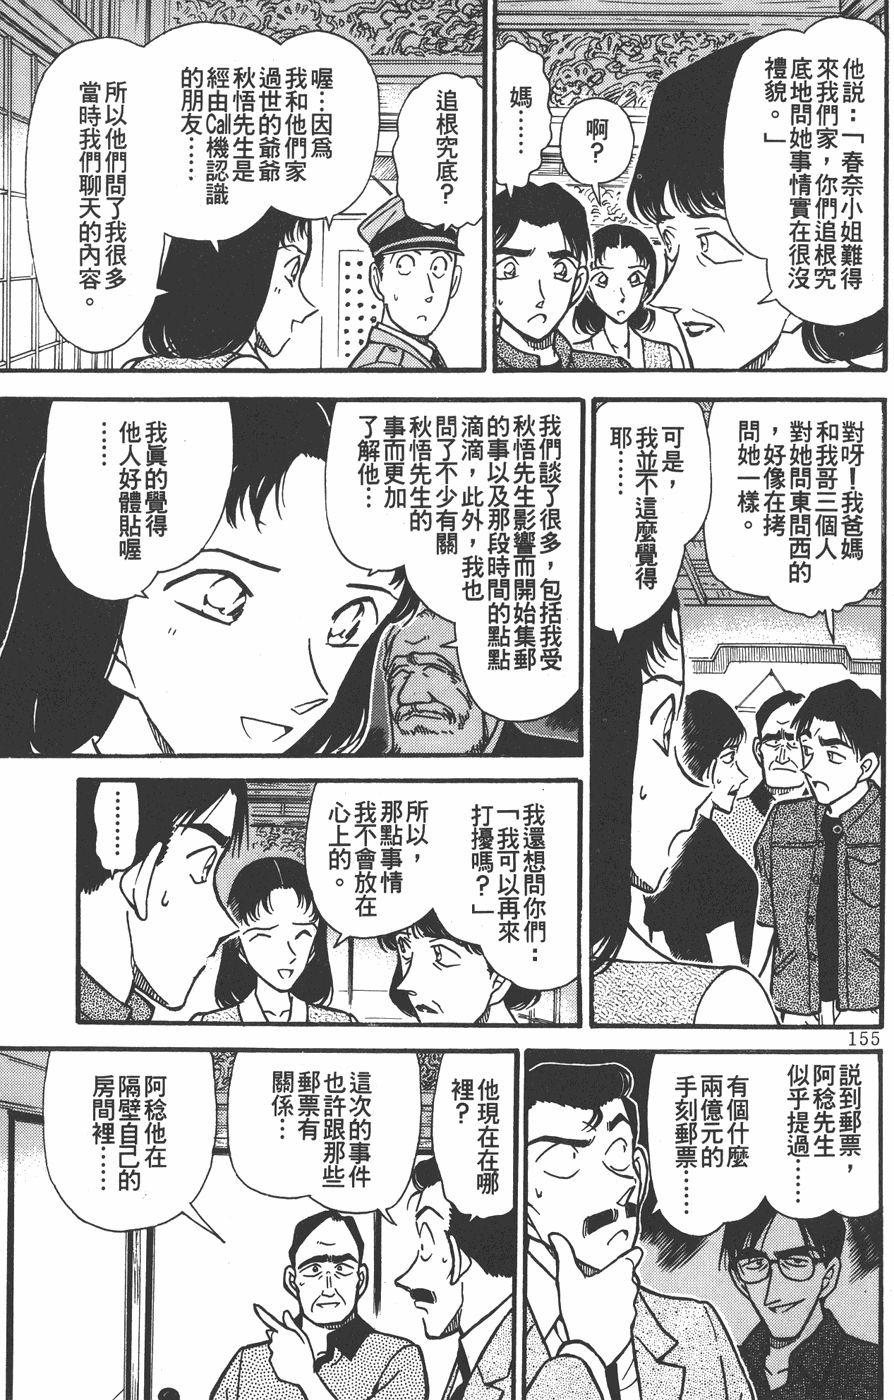 他説：「春奈小姐難得
來我們家，你們追根究
底地問她事情實在很沒
禮貌。」
啊？
媽……
追根究底？
喔…因爲
我和他們家
過世的爺爺
秋悟先生是
經由Call機認識
的朋友……
所以他們問了我很多
當時我們聊天的內容。
對呀！我爸媽
和我哥三個人
對她問東問西的
，好像在拷
問她一樣。
可是，
我並不這麼覺得
耶……
我們談了很多，包括我受
秋悟先生影響而開始集郵
的事以及那段時間的點點
滴滴，此外，我也
問了不少有關
秋悟先生的
事而更加
了解他…
我真的覺得
他人好體貼喔
……
我還想問你們：
「我可以再來
打擾嗎？」
所以，
那點事情
我不會放在
心上的。
……
155
説到郵票，
阿稔先生
似乎提過……
有個什麼
兩億元的
手刻郵票…
他現在在哪
裡？
這次的事件
也許跟那些
郵票有
關係…
阿稔他在
隔壁自己的
房間裡……